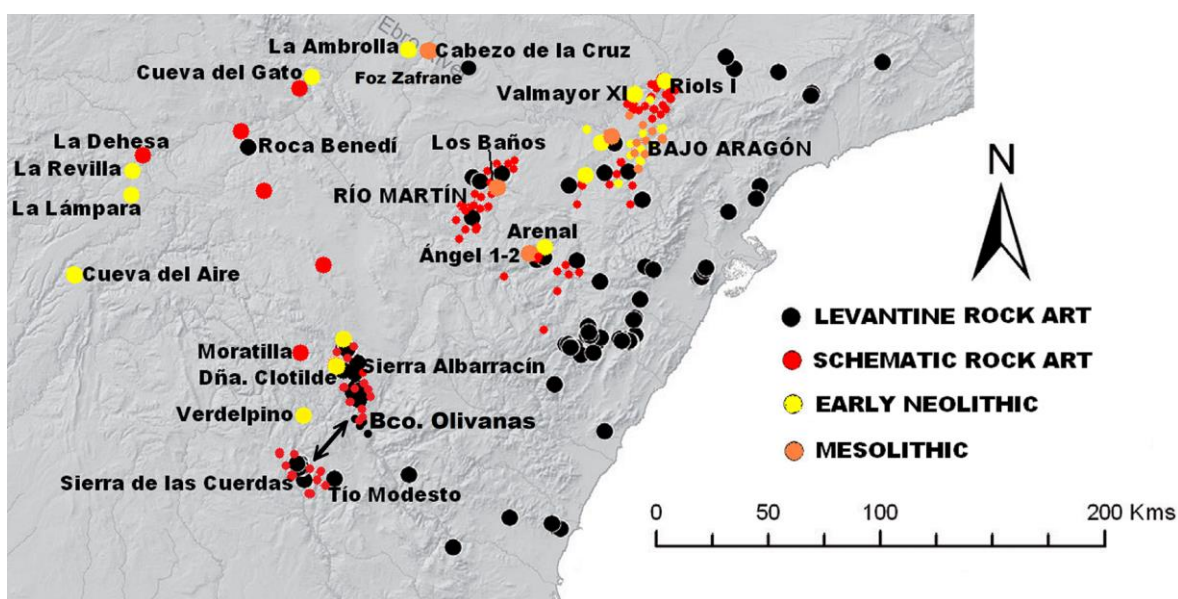 Ebro River
La Ambrolla
Cabezo de la Cruz
Cueva del Gato
Foz Zafrane
Valmayor XI
Riols I
La Dehesa
Roca Benedí
Los Baños
BAJO ARAGÓN
La Revilla
RÍO MARTÍN
La Lámpara
Arenal
Ángel 1-2
Cueva del Aire
N
LEVANTINE ROCK ART
SCHEMATIC ROCK ART
EARLY NEOLITHIC
MESOLITHIC
Moratilla
Sierra Albarracín
Dña. Clotilde
Verdelpino
Bco. Olivanas
Sierra de las Cuerdas
Tío Modesto
0 50 100 200 Kms